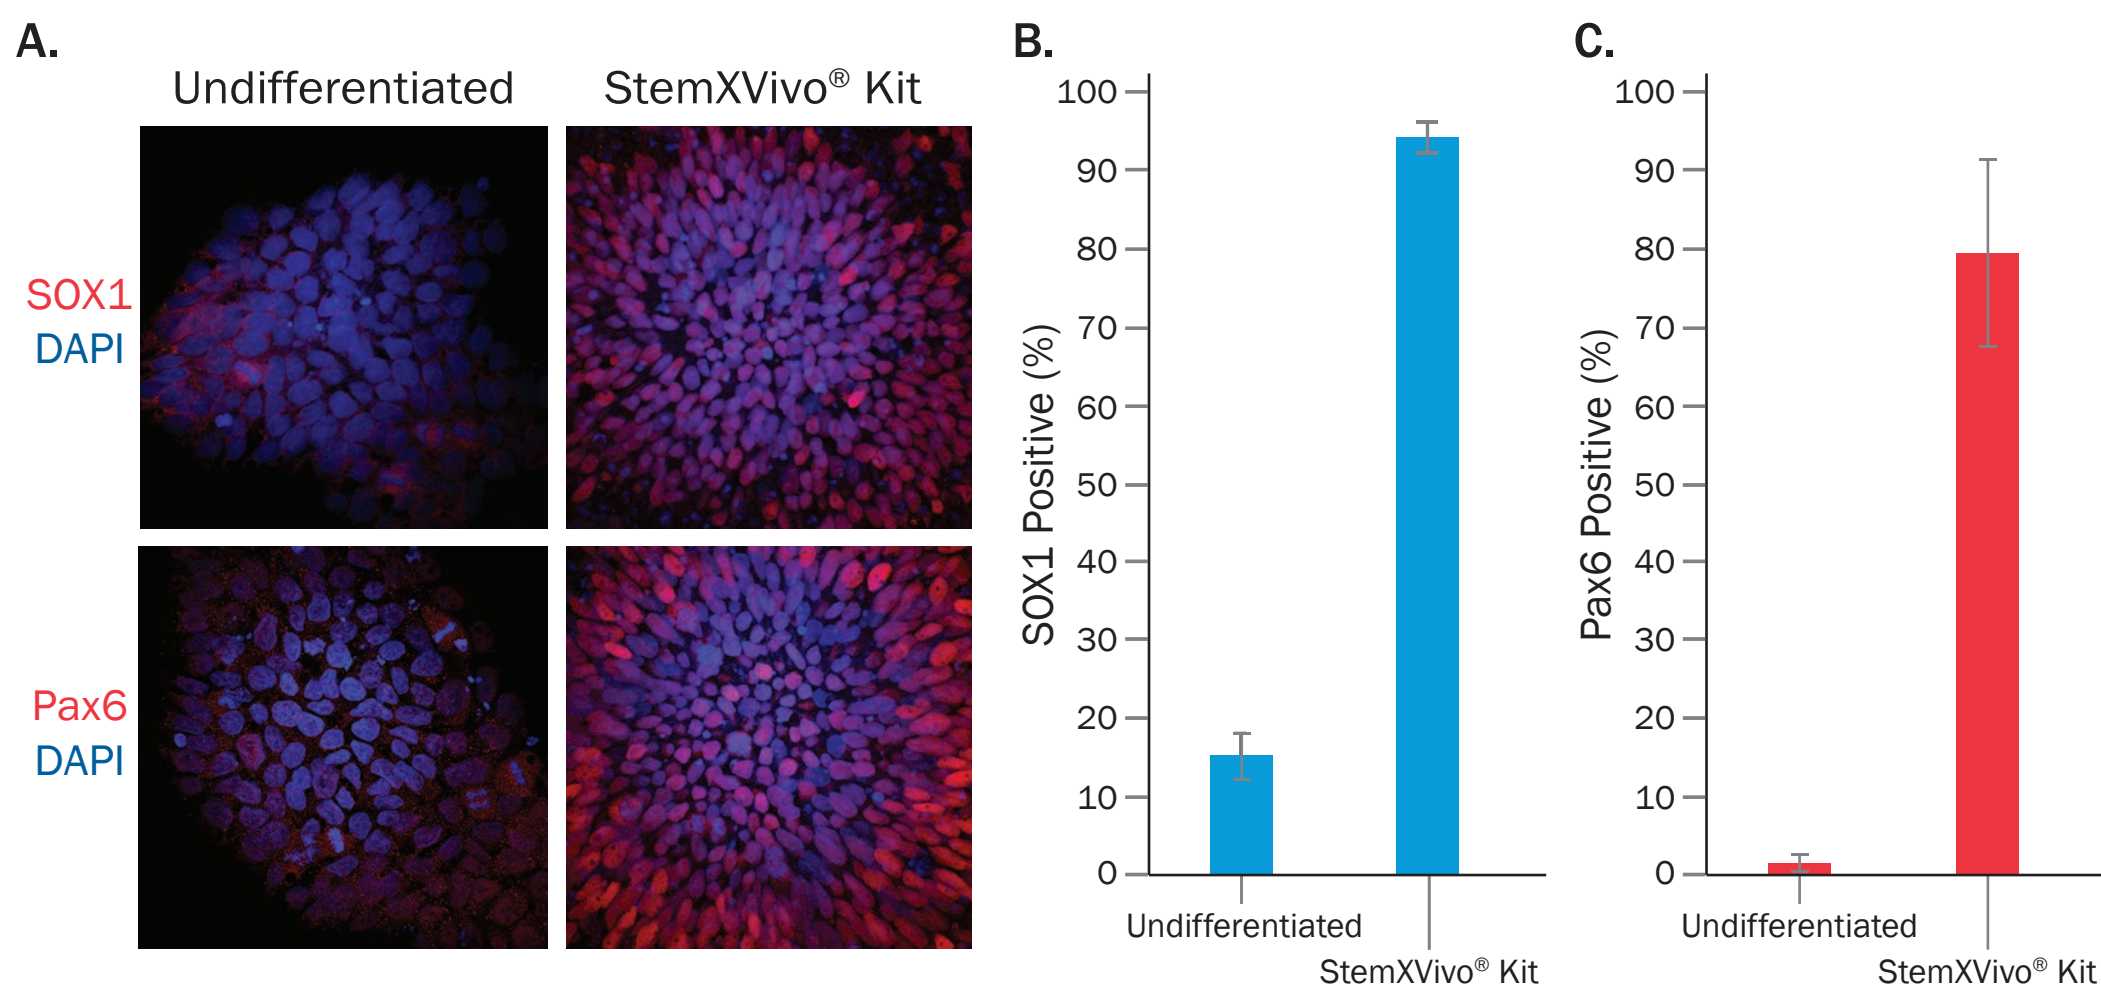 A.
Undifferentiated
StemXVivo® Kit
SOX1
DAPI
Pax6
DAPI
B.
SOX1 Positive (%)
100
90
80
70
60
50
40
30
20
10
0
Undifferentiated
StemXVivo® Kit
C.
Pax6 Positive (%)
100
90
80
70
60
50
40
30
20
10
0
Undifferentiated
StemXVivo® Kit